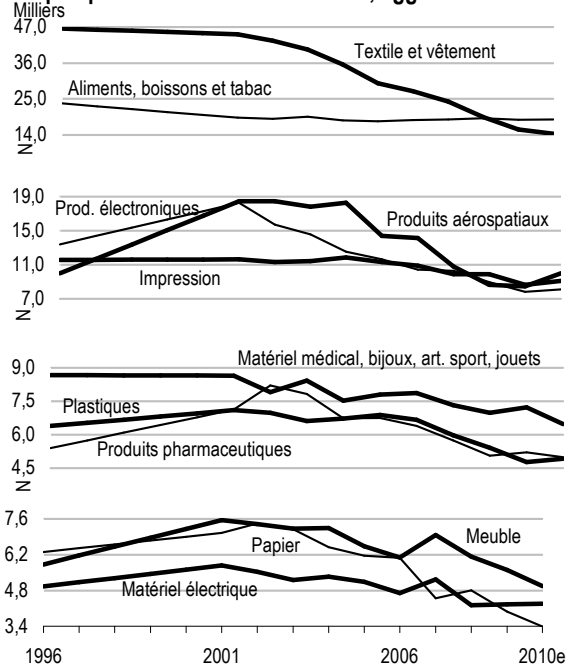 Milliers
47,0
36,0
25,0
14,0
N
Textile et vêtement
Aliments, boissons et tabac
19,0
15,0
11,0
7,0
N
Prod. électroniques
Produits aérospatiaux
Impression
9,0
7,5
6,0
4,5
N
Matériel médical, bijoux, art. sport, jouets
Plastiques
Produits pharmaceutiques
7,6
6,2
4,8
3,4
Papier
Meuble
Matériel électrique
1996 2001 2006 2010e